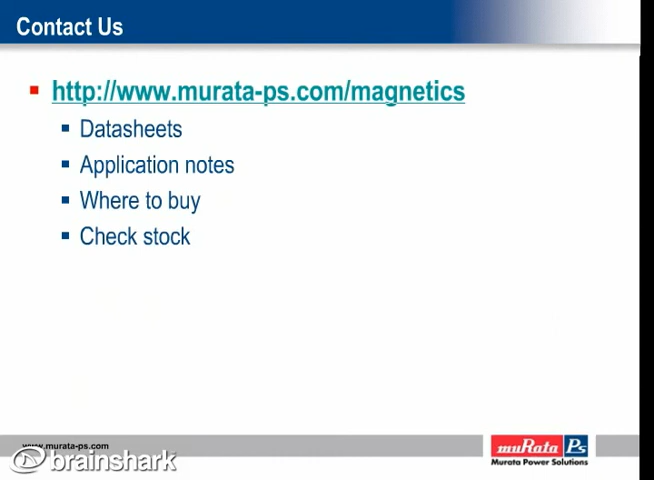 Contact Us
http://www.murata-ps.com/magnetics
Datasheets
Application notes
Where to buy
Check stock
www.murata-ps.com
brainshark
muRata Ps
Murata Power Solutions